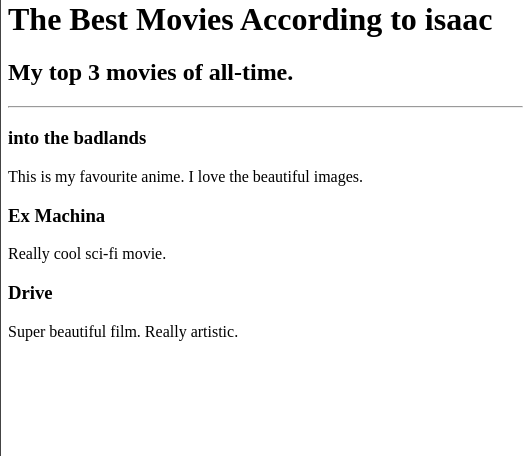 The Best Movies According to isaac
My top 3 movies of all-time.
into the badlands
This is my favourite anime. I love the beautiful images.
Ex Machina
Really cool sci-fi movie.
Drive
Super beautiful film. Really artistic.